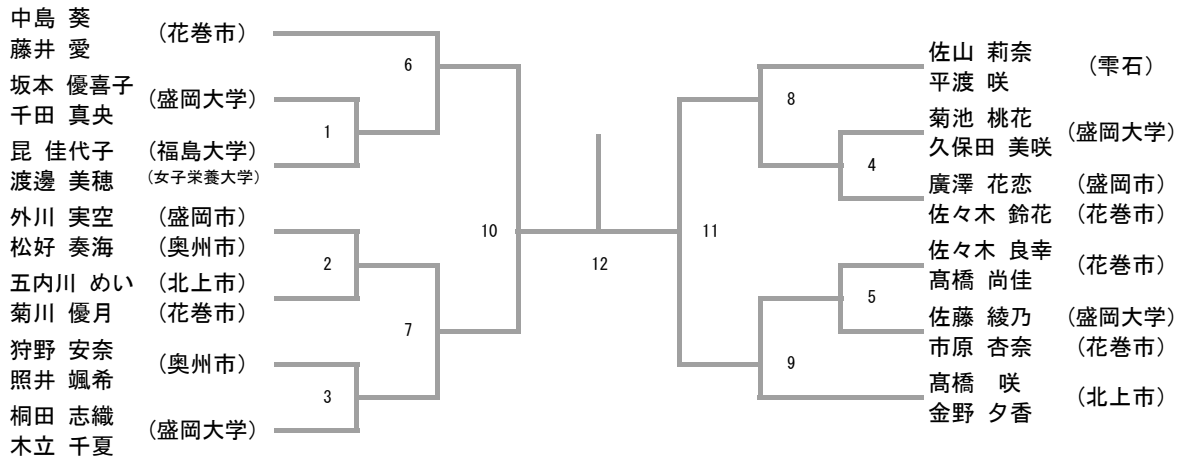 中島 葵
藤井 愛
(花巻市)
坂本 優喜子
千田 真央
(盛岡大学)
昆 佳代子 (福島大学)
渡邊 美穂 (女子栄養大学)
外川 実空 (盛岡市)
松好 奏海 (奥州市)
五内川 めい (北上市)
菊川 優月 (花巻市)
狩野 安奈
照井 颯希
(奥州市)
桐田 志織
木立 千夏
(盛岡大学)
6
1
2
7
3
10
12
11
8
4
5
9
佐山 莉奈
平渡 咲
(雫石)
菊池 桃花
久保田 美咲
(盛岡大学)
廣澤 花恋 (盛岡市)
佐々木 鈴花 (花巻市)
佐々木 良幸
髙橋 尚佳
(花巻市)
佐藤 綾乃 (盛岡大学)
市原 杏奈 (花巻市)
髙橋 咲
金野 夕香
(北上市)